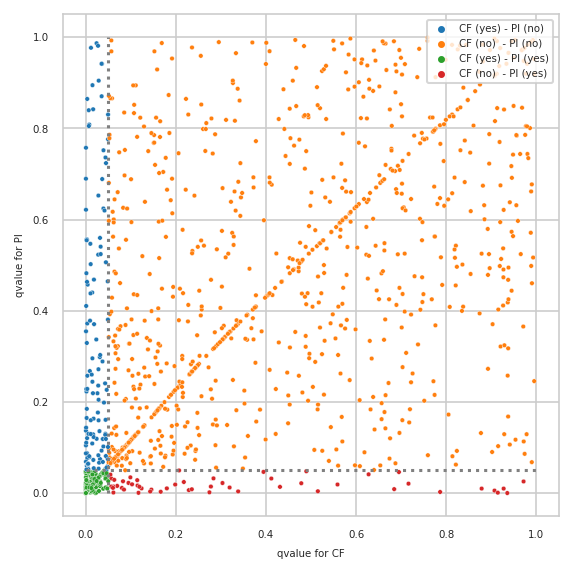 CF (yes) - PI (no)
CF (no)  - PI (no)
CF (yes) - PI (yes)
CF (no)  - PI (yes)
1.0
0.8
0.6
0.4
0.2
0.0
qvalue for PI
0.0 0.2 0.4 0.6 0.8 1.0
qvalue for CF